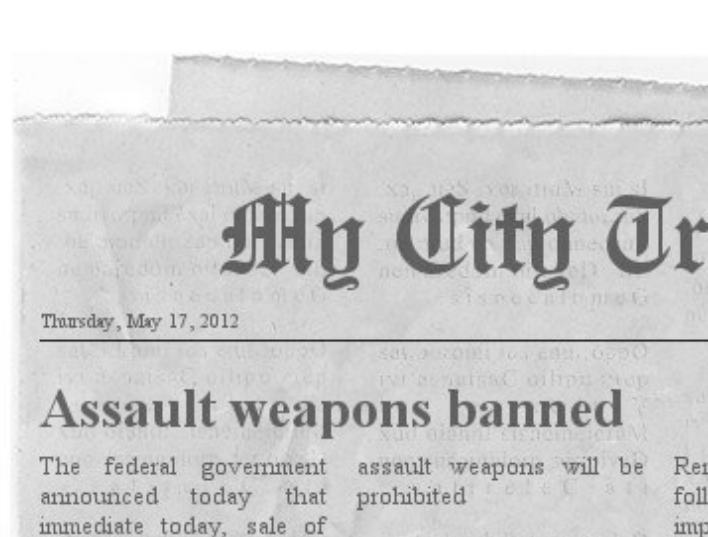 My City Tr
Thursday, May 17, 2012
Assault weapons banned
The federal government
announced today that
immediate today, sale of
assault weapons will be
prohibited
Ren
foll
imp